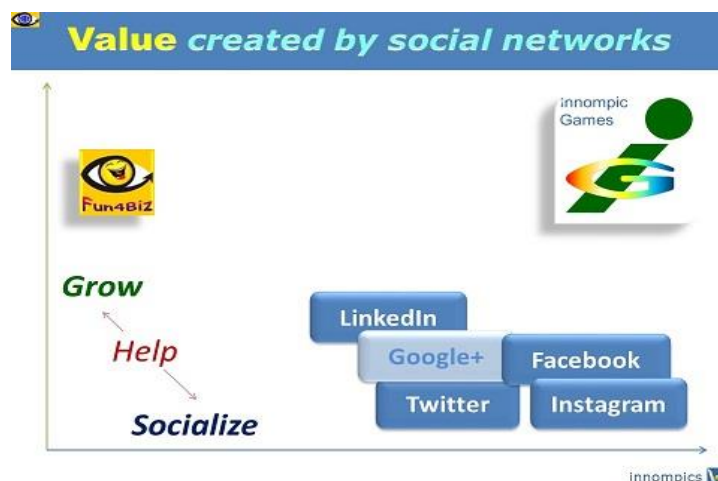 Value created by social networks
innompic
Games
Fun4Biz
Grow
LinkedIn
Help
Google+
Facebook
Socialize
Twitter
Instagram
innompics